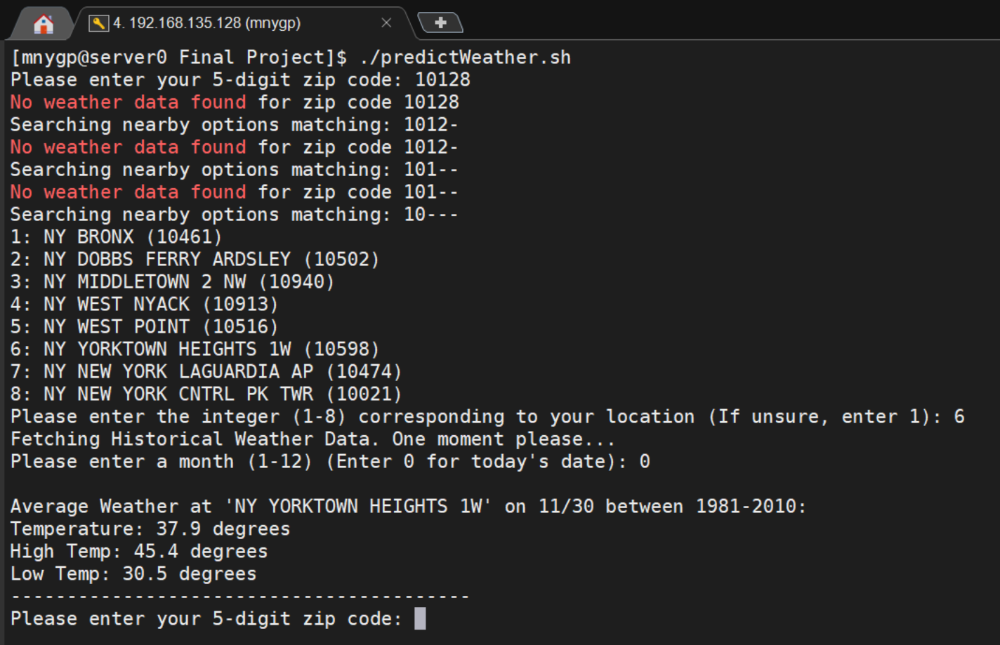 4. 192.168.135.128 (mnygp)
[mnygp@server0 Final Project]$ ./predictWeather.sh
Please enter your 5-digit zip code: 10128
No weather data found for zip code 10128
Searching nearby options matching: 1012-
No weather data found for zip code 1012-
Searching nearby options matching: 101--
No weather data found for zip code 101--
Searching nearby options matching: 10---
1: NY BRONX (10461)
2: NY DOBBS FERRY ARDSLEY (10502)
3: NY MIDDLETOWN 2 NW (10940)
4: NY WEST NYACK (10913)
5: NY WEST POINT (10516)
6: NY YORKTOWN HEIGHTS 1W (10598)
7: NY NEW YORK LAGUARDIA AP (10474)
8: NY NEW YORK CNTRL PK TWR (10021)
Please enter the integer (1-8) corresponding to your location (If unsure, enter 1): 6
Fetching Historical Weather Data. One moment please...
Please enter a month (1-12) (Enter 0 for today's date): 0
Average Weather at 'NY YORKTOWN HEIGHTS 1W' on 11/30 between 1981-2010:
Temperature: 37.9 degrees
High Temp: 45.4 degrees
Low Temp: 30.5 degrees
-----------------------------------------
Please enter your 5-digit zip code: